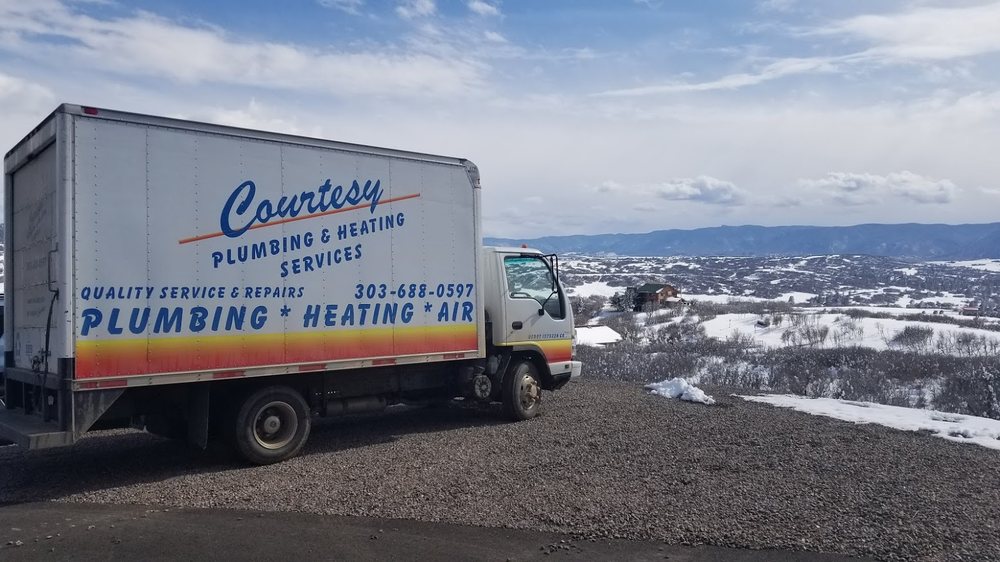 Courtesy
PLUMBING & HEATING
SERVICES
QUALITY SERVICE & REPAIRS 303-688-0597
PLUMBING * HEATING * AIR